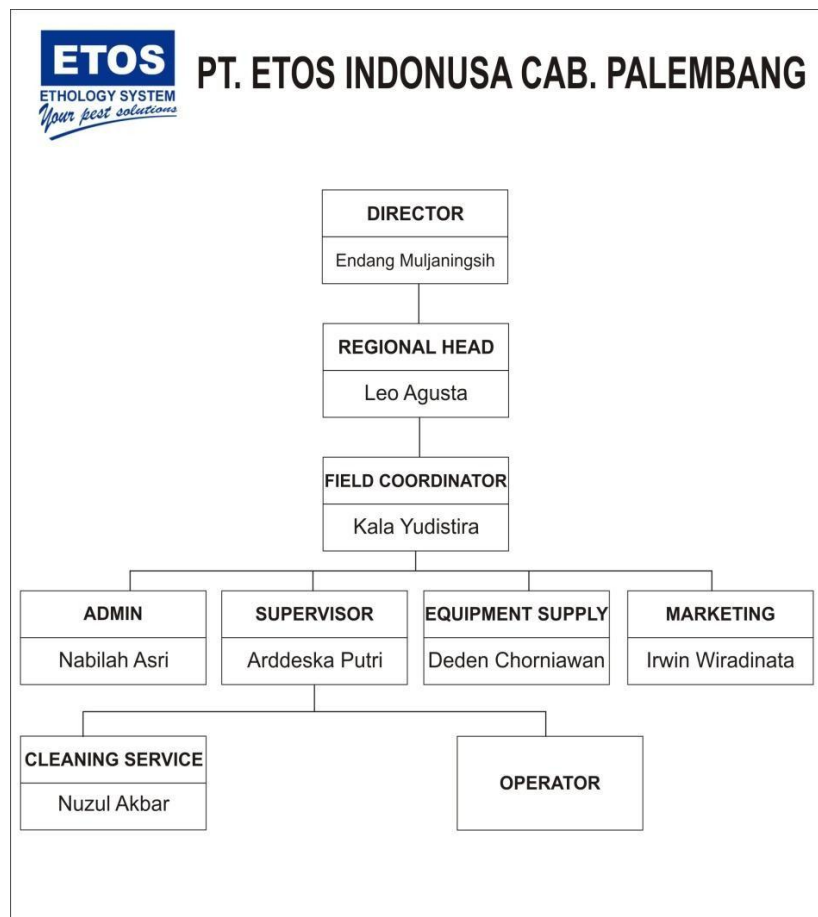 ETOS
ETHOLOGY SYSTEM
Your pest solutions
PT. ETOS INDONUSA CAB. PALEMBANG
DIRECTOR
Endang Muljaningsih
REGIONAL HEAD
Leo Agusta
FIELD COORDINATOR
Kala Yudistira
ADMIN
Nabilah Asri
SUPERVISOR
Arddeska Putri
EQUIPMENT SUPPLY
Deden Chorniawan
MARKETING
Irwin Wiradinata
CLEANING SERVICE
Nuzul Akbar
OPERATOR